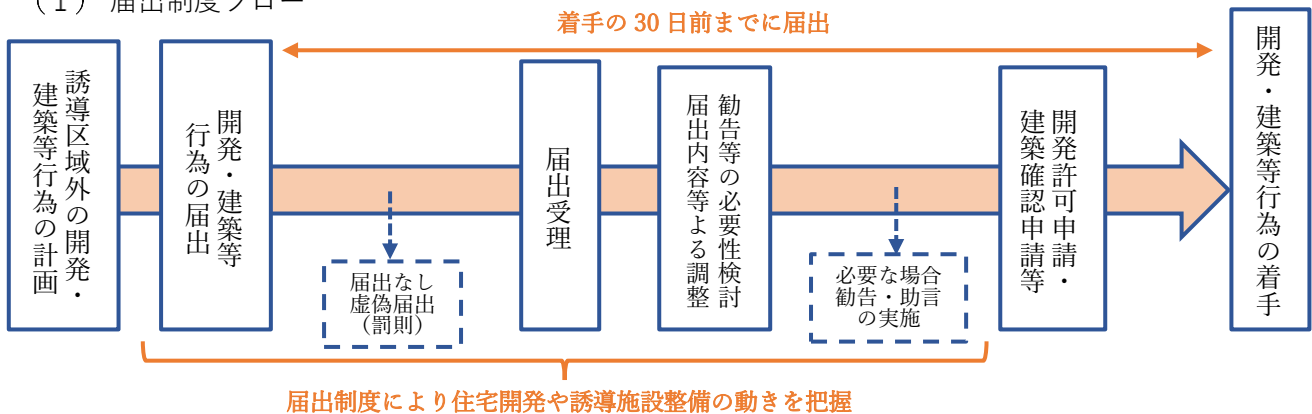 （１） 届出制度フロー
着手の 30 日前までに届出
誘導区域外の開発・
建築等行為の計画
開発・建築等
行為の届出
届出なし
虚偽届出
（罰則）
届出受理
勧告等の必要性検討
届出内容等よる調整
必要な場合
勧告・助言
の実施
開発許可申請・
建築確認申請等
開発・建築等行為の着手
届出制度により住宅開発や誘導施設整備の動きを把握